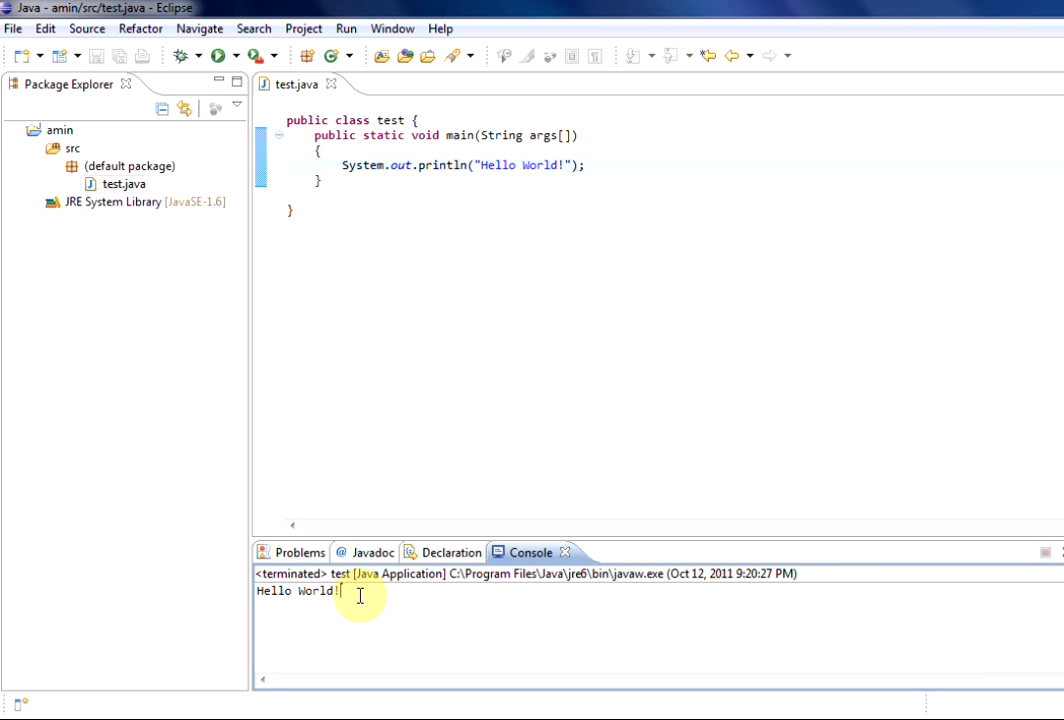 Java - amin/src/test.java - Eclipse
File Edit Source Refactor Navigate Search Project Run Window Help
Package Explorer
test.java
amin
src
(default package)
test.java
JRE System Library [JavaSE-1.6]
public class test {
public static void main(String args[])
{
System.out.println("Hello World!");
}
}
Problems @ Javadoc Declaration Console
<terminated> test [Java Application] C:\Program Files\Java\jre6\bin\javaw.exe (Oct 12, 2011 9:20:27 PM)
Hello World!